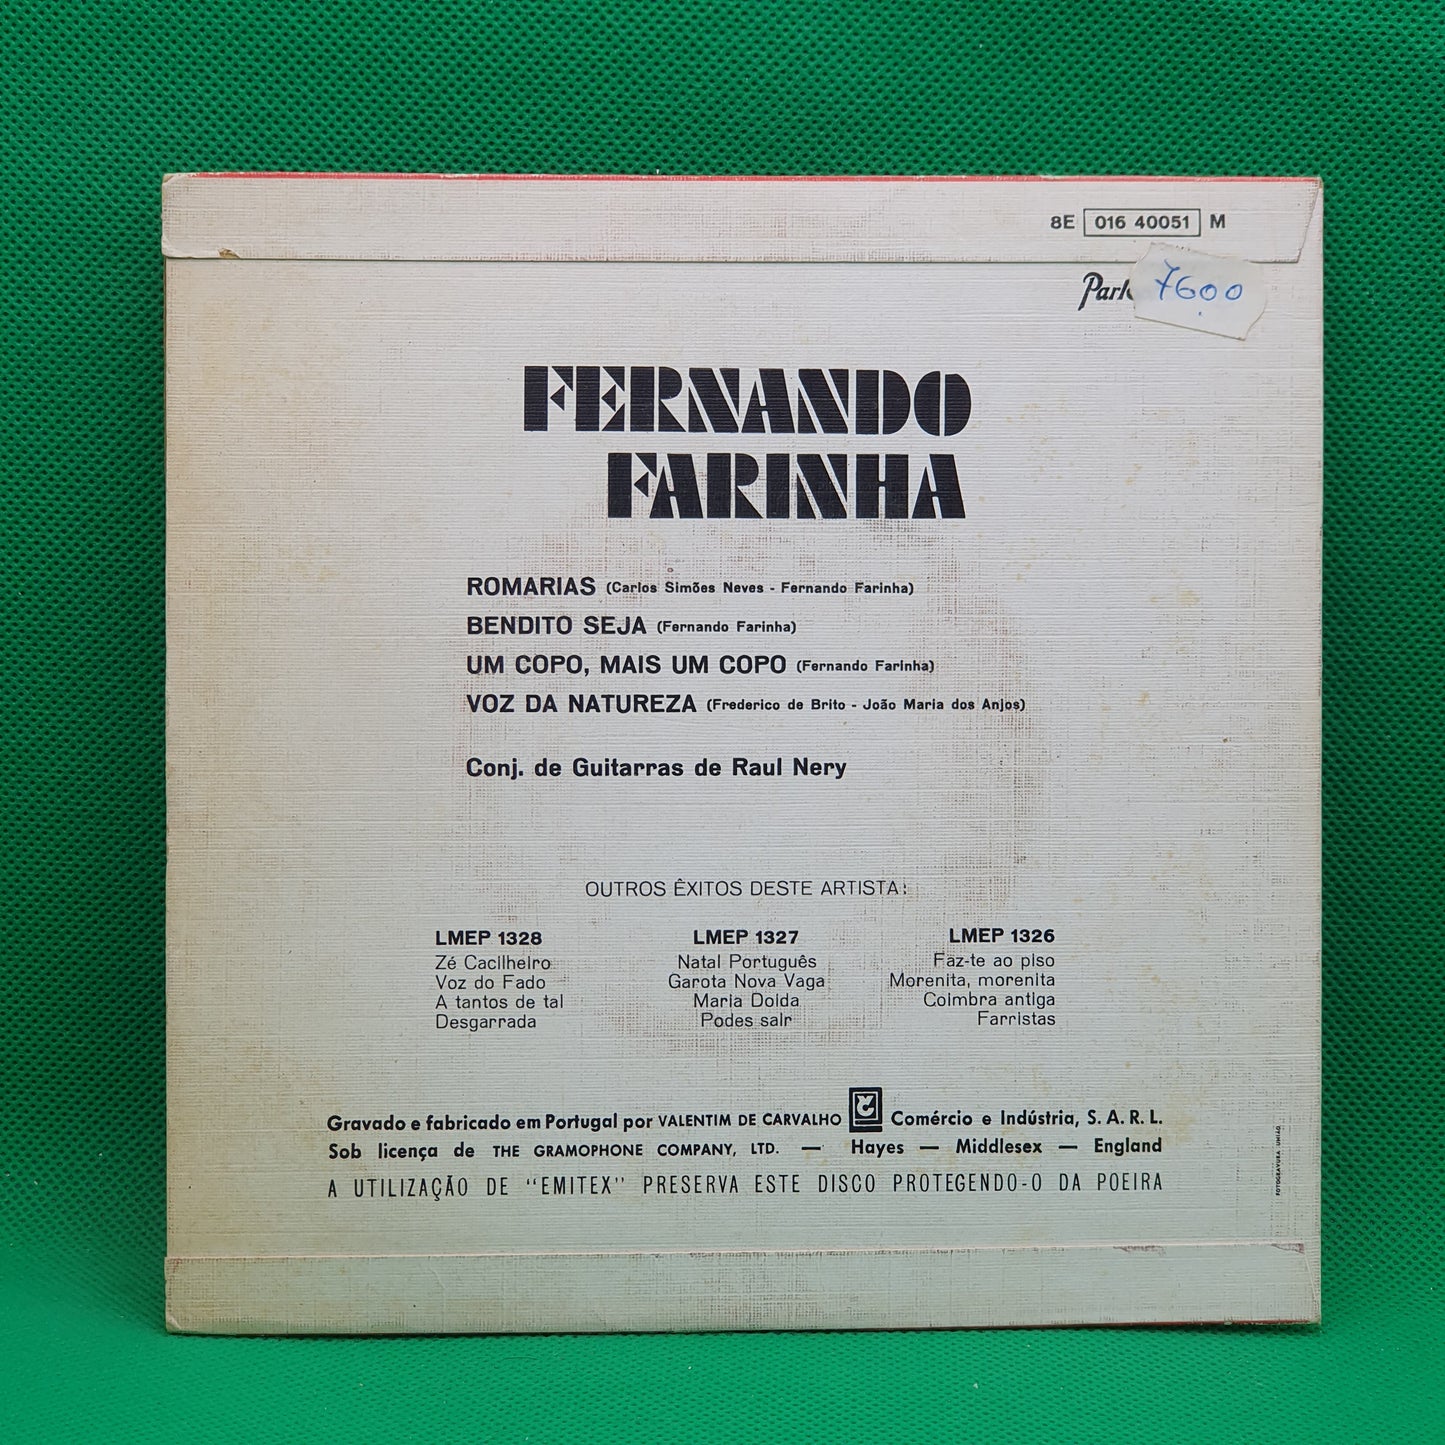 8E 016 40051 M
7600
FERNANDO
FARINHA
ROMARIAS (Carlos Simões Neves - Fernando Farinha)
BENDITO SEJA (Fernando Farinha)
UM COPO, MAIS UM COPO (Fernando Farinha)
VOZ DA NATUREZA (Frederico de Brito - João Maria dos Anjos)
Conj. de Guitarras de Raul Nery
OUTROS ÊXITOS DESTE ARTISTA:
LMEP 1328
Zé Cacilheiro
Voz do Fado
A tantos de tal
Desgarrada
LMEP 1327
Natal Português
Garota Nova Vaga
Maria Doida
Podes sair
LMEP 1326
Faz-te ao piso
Morenita, morenita
Coimbra antiga
Farristas
Gravado e fabricado em Portugal por VALENTIM DE CARVALHO Comércio e Indústria, S. A. R. L.
Sob licença de THE GRAMOPHONE COMPANY, LTD. — Hayes — Middlesex — England
A UTILIZAÇÃO DE "EMITEX" PRESERVA ESTE DISCO PROTEGENDO-O DA POEIRA
FOTOGRAVURA UNIÃO